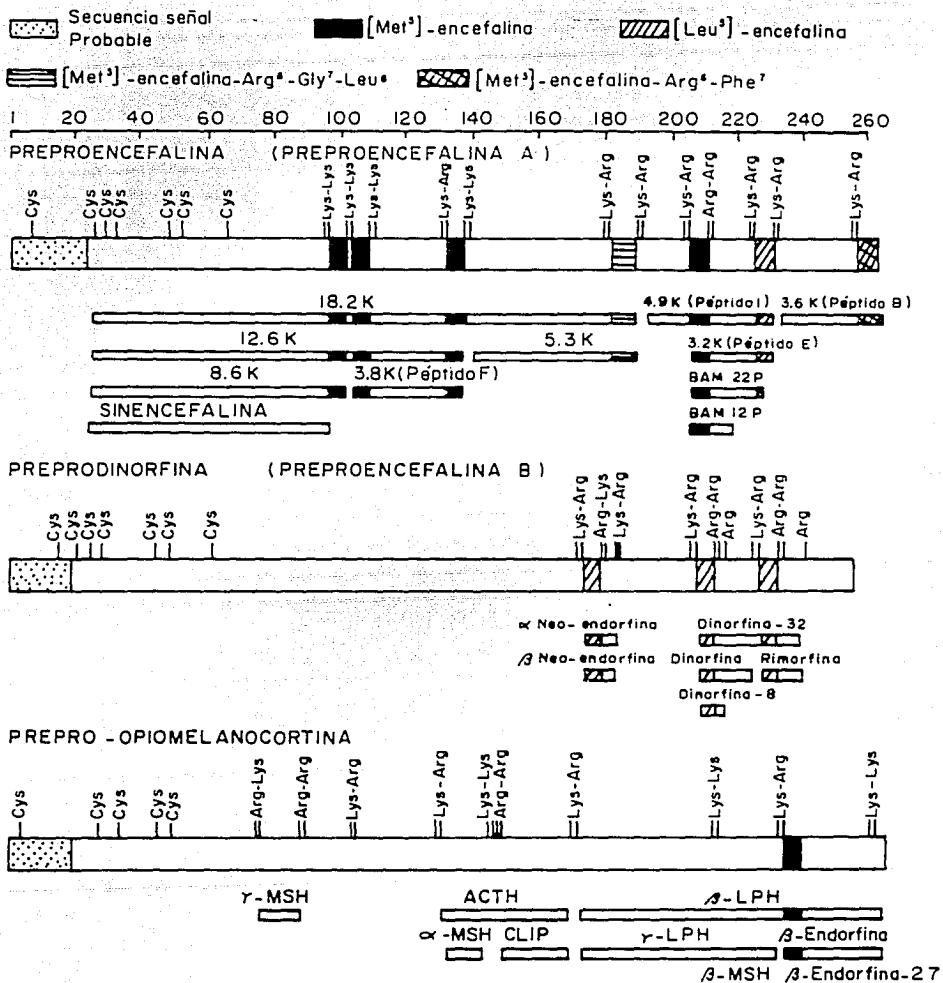 Secuencia señal
Probable
[Met⁵]-encefalina
[Leu⁵]-encefalina
[Met⁵]-encefalina-Arg⁶-Gly⁷-Leu⁸
[Met⁵]-encefalina-Arg⁶-Phe⁷
1 20 40 60 80 100 120 140 160 180 200 220 240 260
PREPROENCEFALINA (PREPROENCEFALINA A)
Cys Cys Cys Cys Cys Cys Cys Lys-Lys Lys-Lys Lys-Lys Lys-Arg Lys-Lys Lys-Arg Lys-Arg Lys-Arg Arg-Arg Lys-Arg Lys-Arg Lys-Arg
18.2 K 4.9K (Péptido I) 3.6K (Péptido B)
12.6 K 5.3 K 3.2K (Péptido E)
8.6 K 3.8K (Péptido F) BAM 22P
SINENCEFALINA BAM 12P
PREPRODINORFINA (PREPROENCEFALINA B)
Cys Cys Cys Cys Cys Cys Cys Lys-Arg Arg-Lys Lys-Arg Lys-Arg Arg-Arg Arg Lys-Arg Lys-Arg Arg
α Neo-endorfina Dinorfina-32
β Neo-endorfina Dinorfina Rimorfina
Dinorfina-8
PREPRO-OPIOMELANOCORTINA
Cys Cys Cys Cys Cys Arg-Lys Arg-Arg Lys-Arg Lys-Arg Lys-Lys Arg-Arg Lys-Arg Lys-Lys Lys-Arg Lys-Lys
γ-MSH ACTH β-LPH
α-MSH CLIP γ-LPH β-Endorfina
β-MSH β-Endorfina-27